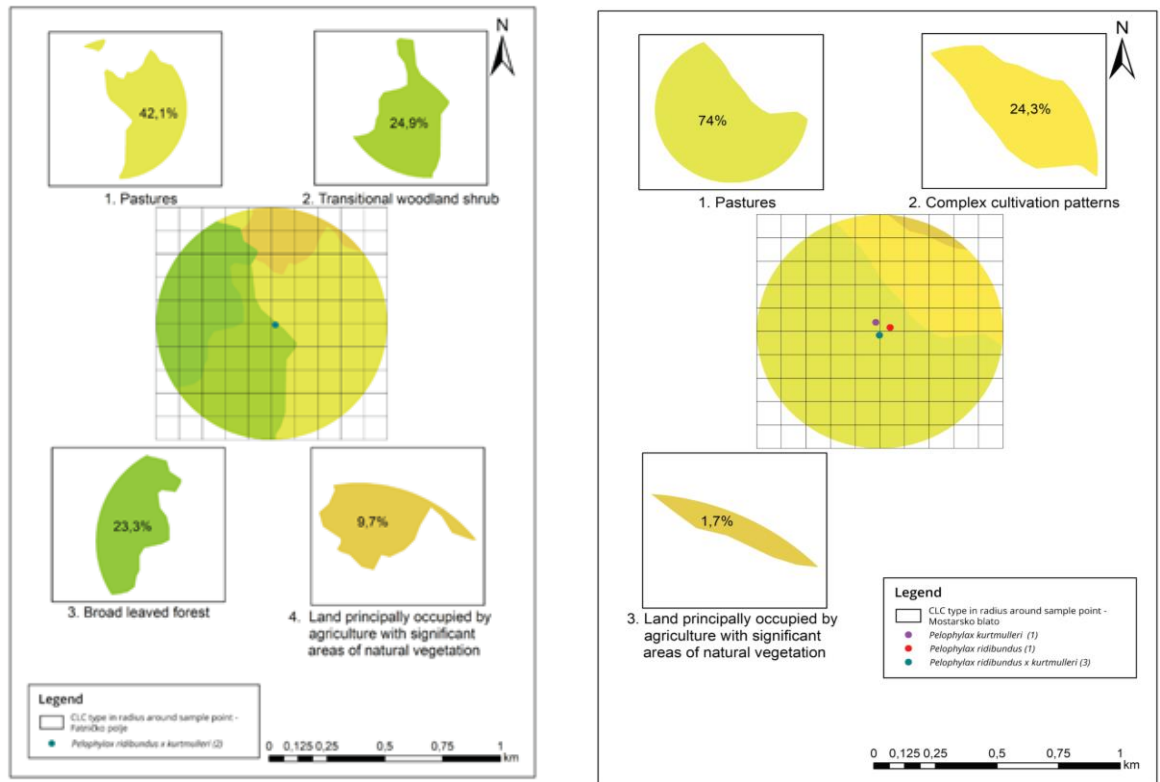 N
42,1%
24,9%
1. Pastures
2. Transitional woodland shrub
23,3%
9,7%
3. Broad leaved forest
4. Land principally occupied by
agriculture with significant
areas of natural vegetation
Legend
CLC type in radius around sample point -
Fatničko polje
Pelophylax ridibundus x kurtmulleri (2)
0 0,125 0,25 0,5 0,75 1
km
N
74%
24,3%
1. Pastures
2. Complex cultivation patterns
1,7%
3. Land principally occupied by
agriculture with significant
areas of natural vegetation
Legend
CLC type in radius around sample point -
Mostarsko blato
Pelophylax kurtmulleri (1)
Pelophylax ridibundus (1)
Pelophylax ridibundus x kurtmulleri (3)
0 0,125 0,25 0,5 0,75 1
km